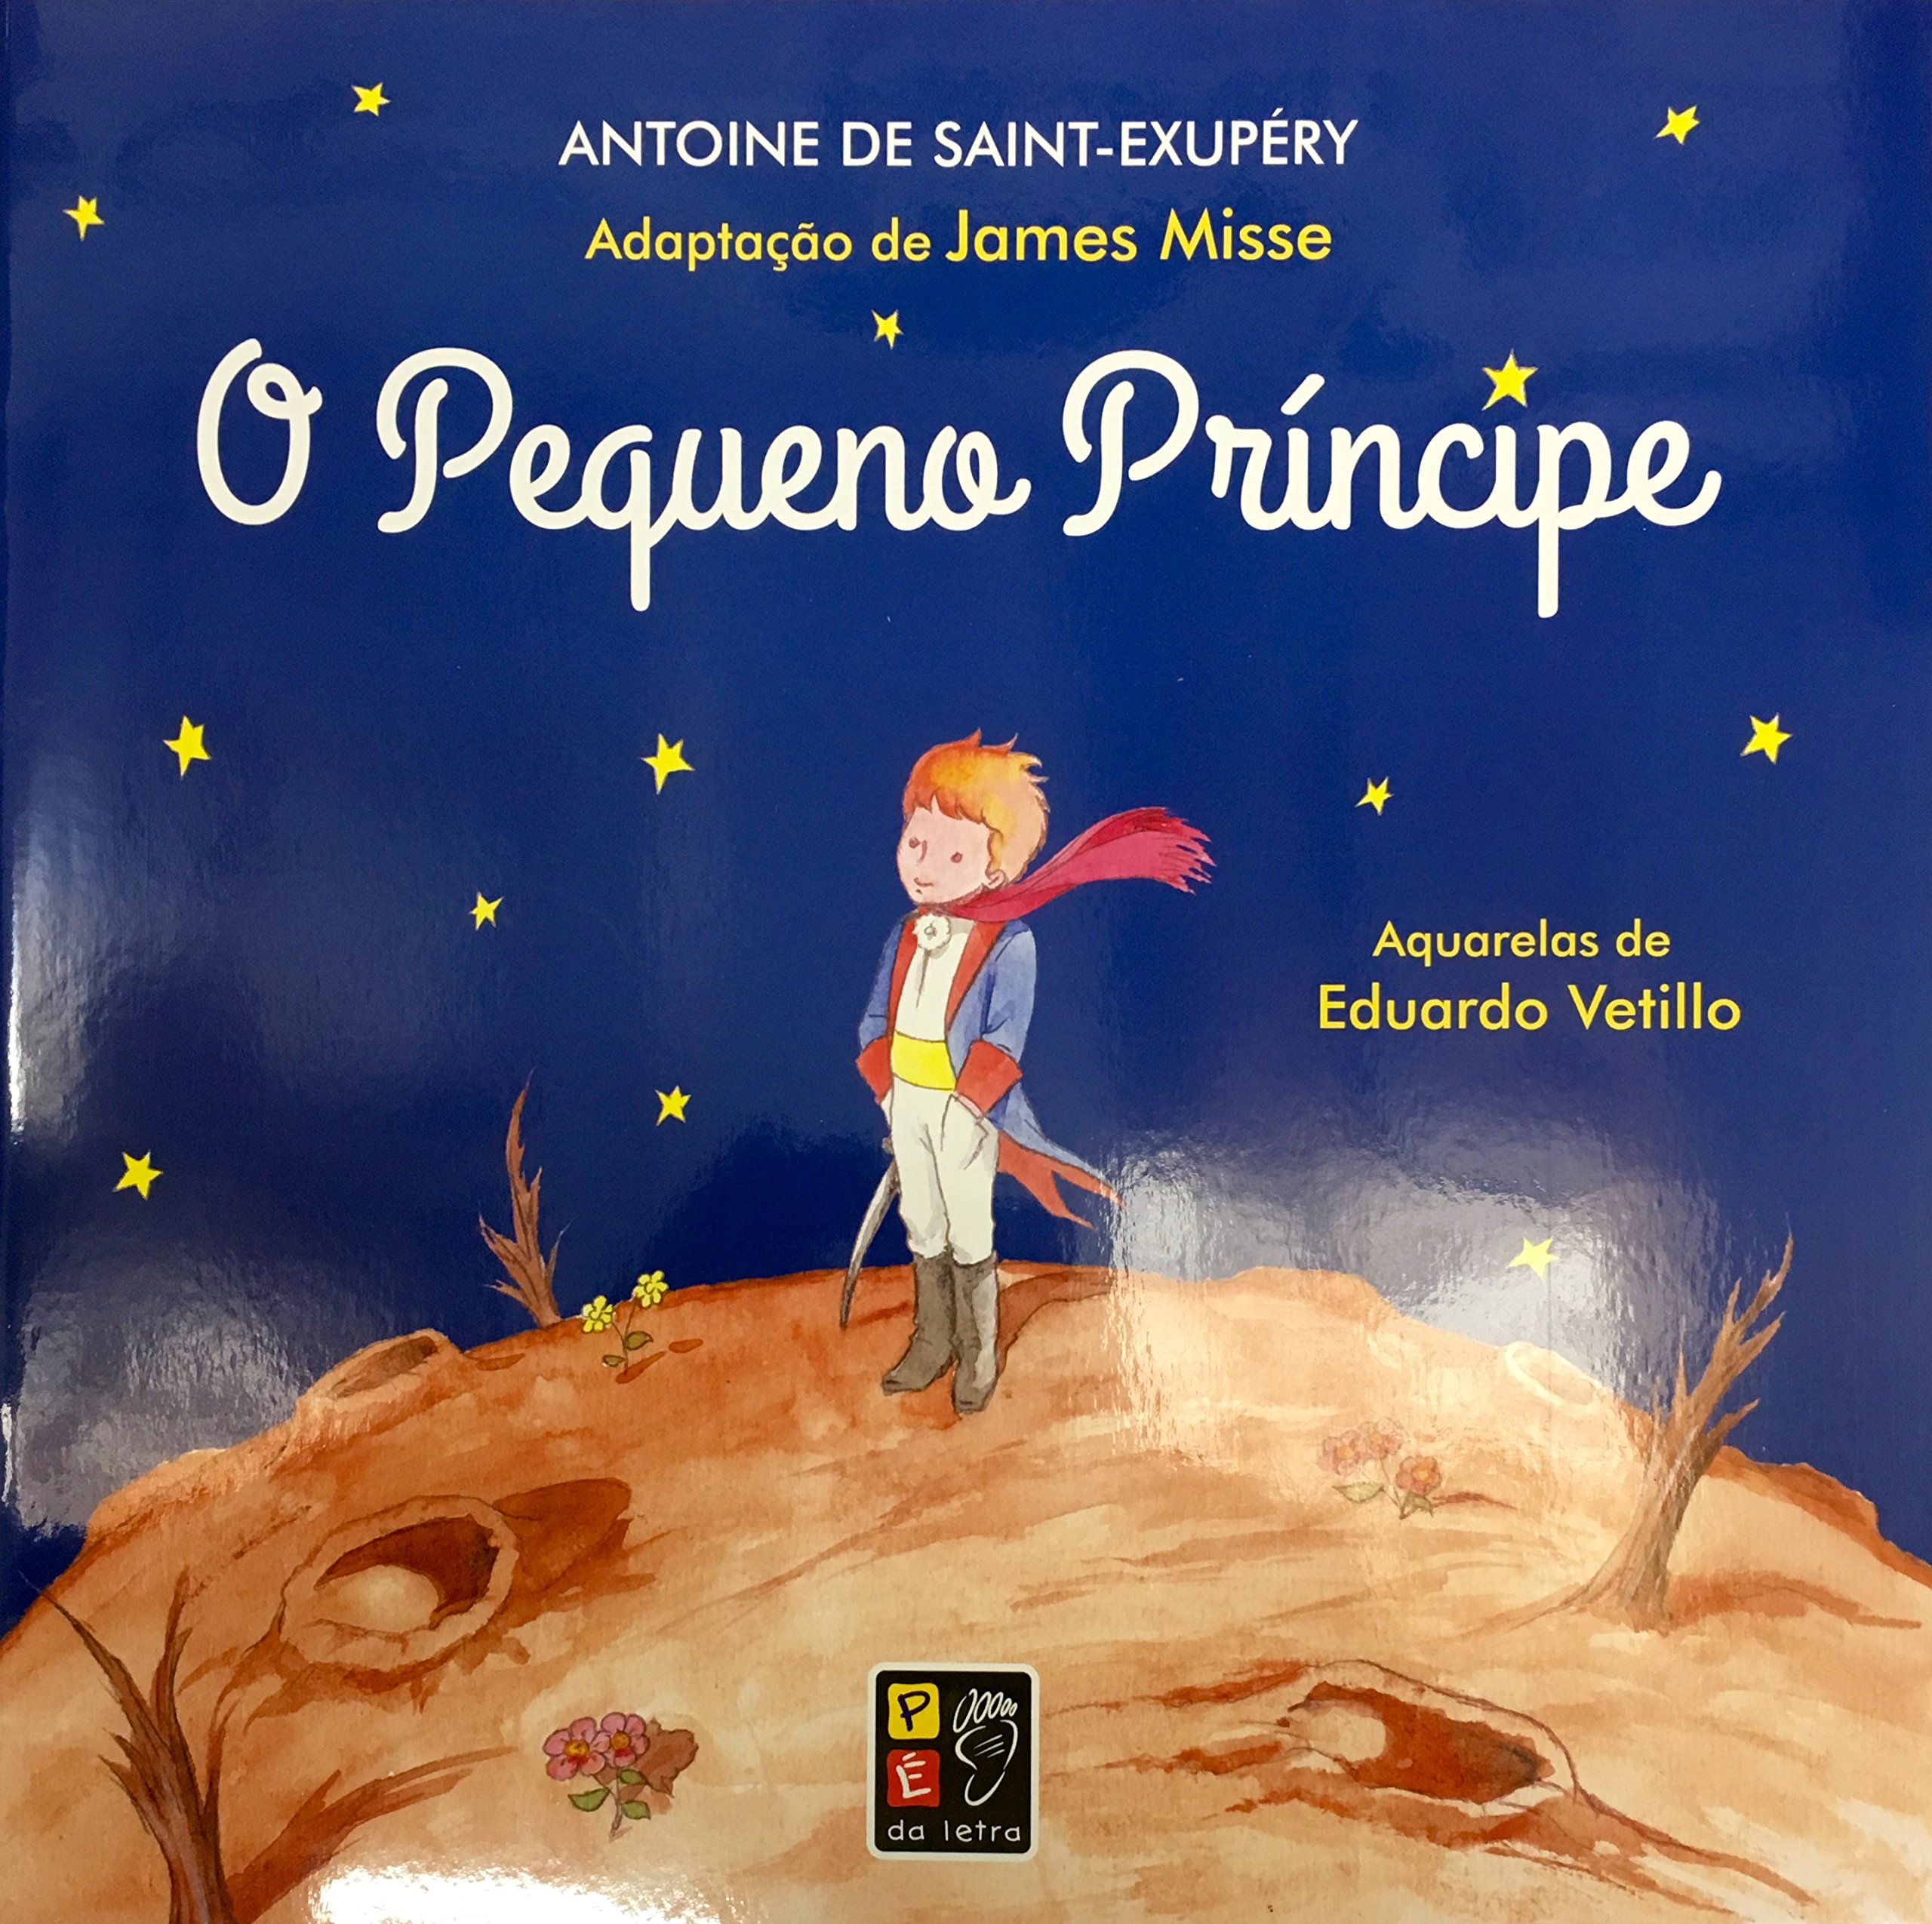 ANTOINE DE SAINT-EXUPÉRY
Adaptação de James Misse
O Pequeno Príncipe
Aquarelas de
Eduardo Vetillo
P
É
da letra